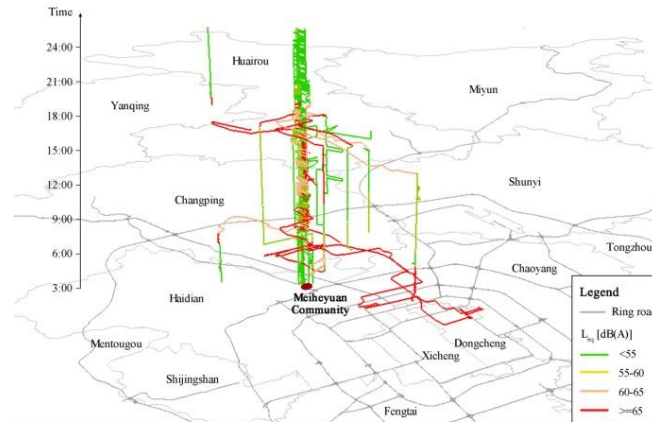 Time
24:00
21:00
18:00
15:00
12:00
9:00
6:00
3:00
Huairou
Miyun
Yanqing
Shunyi
Changping
Tongzhou
Chaoyang
Haidian
Meiheyuan
Community
Mentougou
Dongcheng
Xicheng
Shijingshan
Fengtai
Legend
Ring road
Leq [dB(A)]
<55
55-60
60-65
>=65